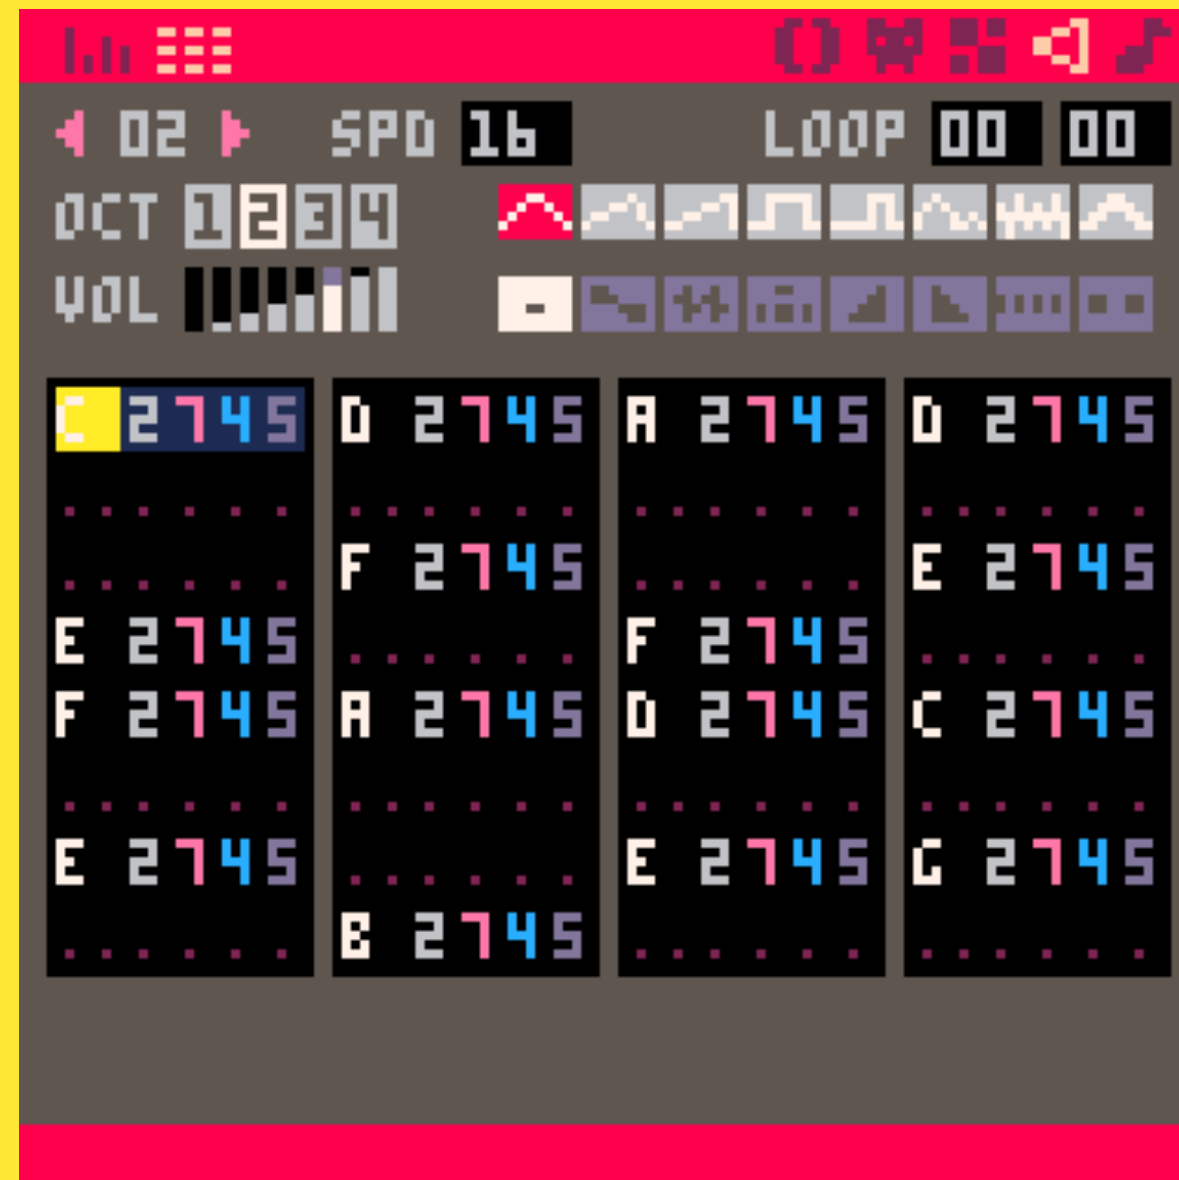 02 SPD 16 LOOP 00 00
OCT 1 2 3 4
VOL
C 2745 D 2745 A 2745 D 2745
...... ...... ...... ......
...... F 2745 ...... E 2745
E 2745 ...... F 2745 ......
F 2745 A 2745 D 2745 C 2745
...... ...... ...... ......
E 2745 ...... E 2745 G 2745
...... B 2745 ...... ......